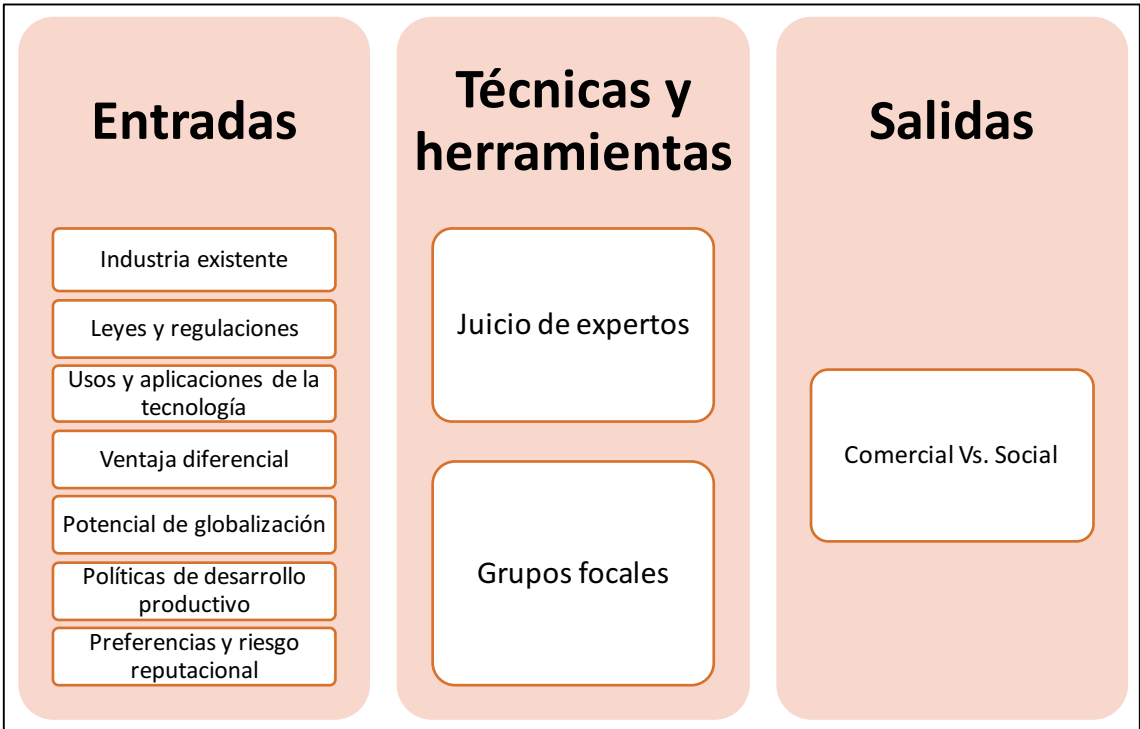 Entradas
Industria existente
Leyes y regulaciones
Usos y aplicaciones de la
tecnología
Ventaja diferencial
Potencial de globalización
Políticas de desarrollo
productivo
Preferencias y riesgo
reputacional
Técnicas y
herramientas
Juicio de expertos
Grupos focales
Salidas
Comercial Vs. Social